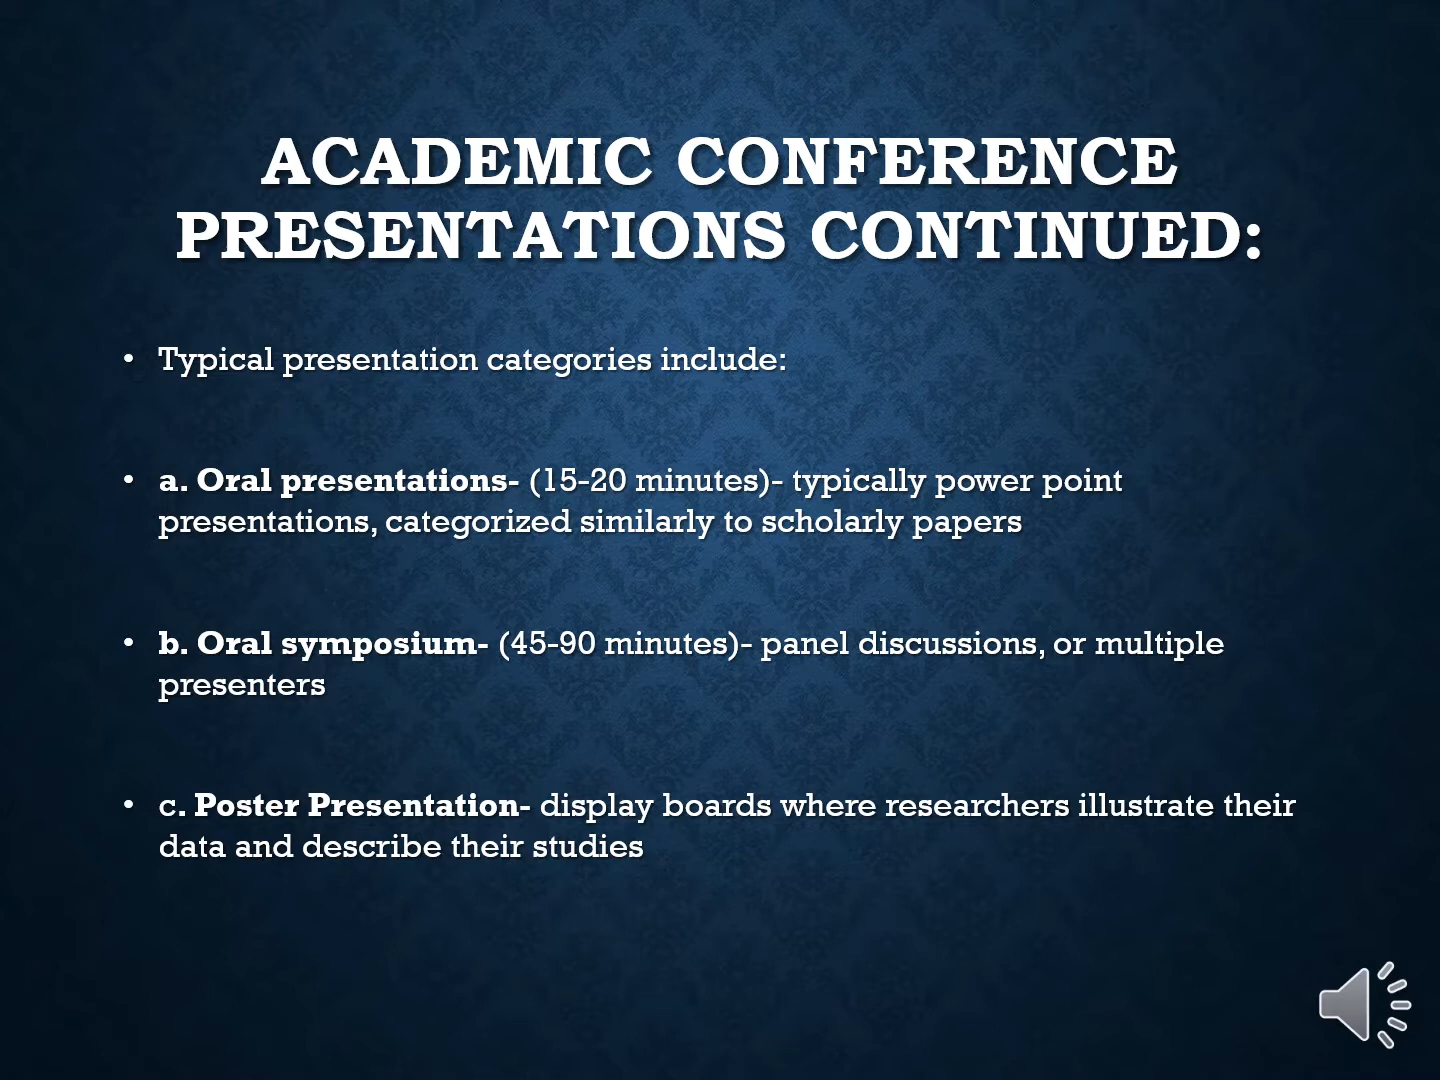 ACADEMIC CONFERENCE
PRESENTATIONS CONTINUED:
• Typical presentation categories include:
• a. Oral presentations- (15-20 minutes)- typically power point
presentations, categorized similarly to scholarly papers
• b. Oral symposium- (45-90 minutes)- panel discussions, or multiple
presenters
• c. Poster Presentation- display boards where researchers illustrate their
data and describe their studies